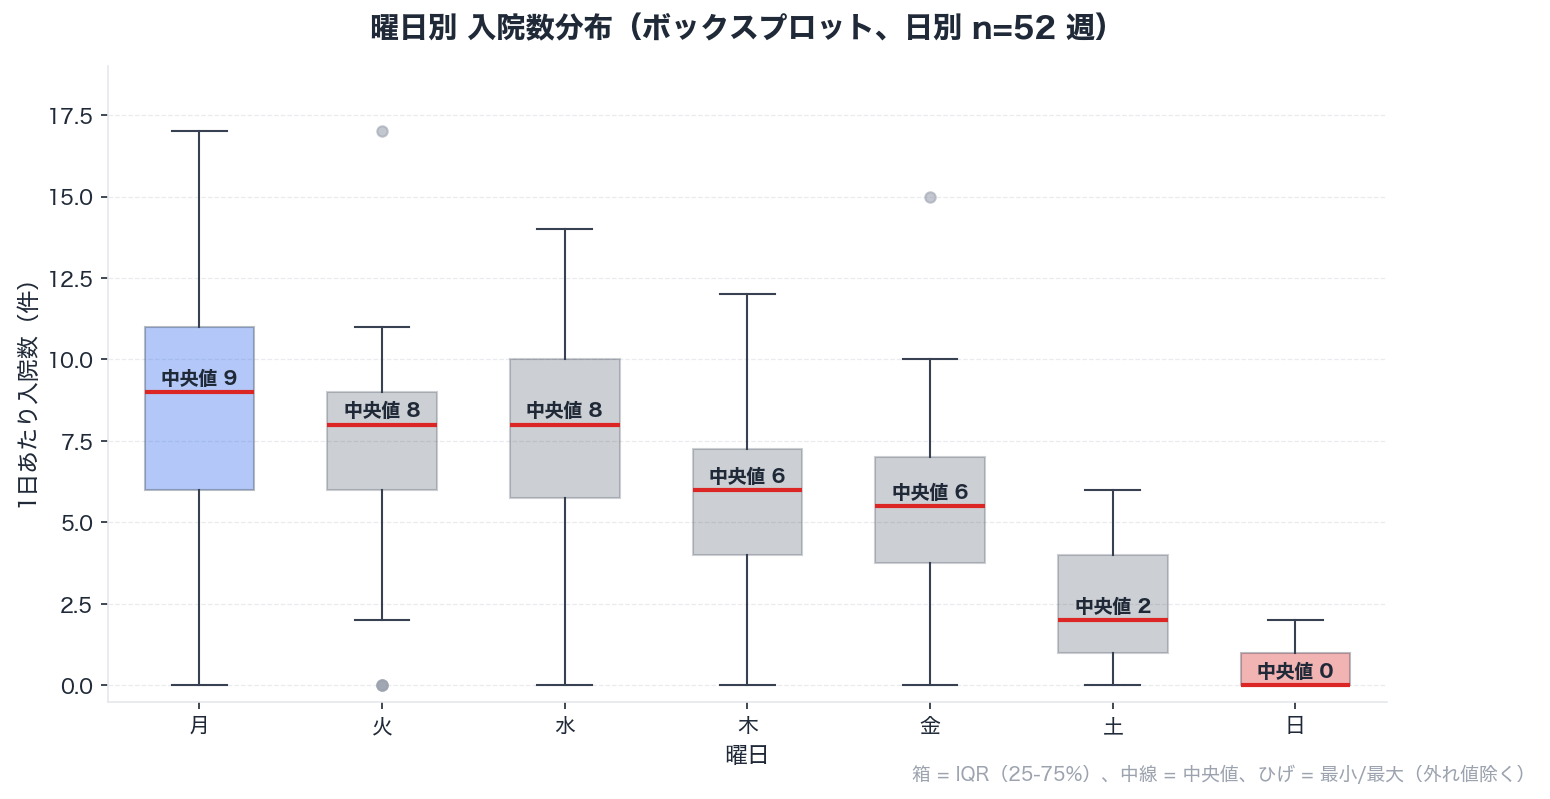 曜日別 入院数分布（ボックスプロット、日別 n=52 週）
1日あたり入院数（件）
17.5
15.0
12.5
10.0
7.5
5.0
2.5
0.0
中央値 9
中央値 8
中央値 8
中央値 6
中央値 6
中央値 2
中央値 0
月 火 水 木 金 土 日
曜日
箱 = IQR（25-75%）、中線 = 中央値、ひげ = 最小/最大（外れ値除く）